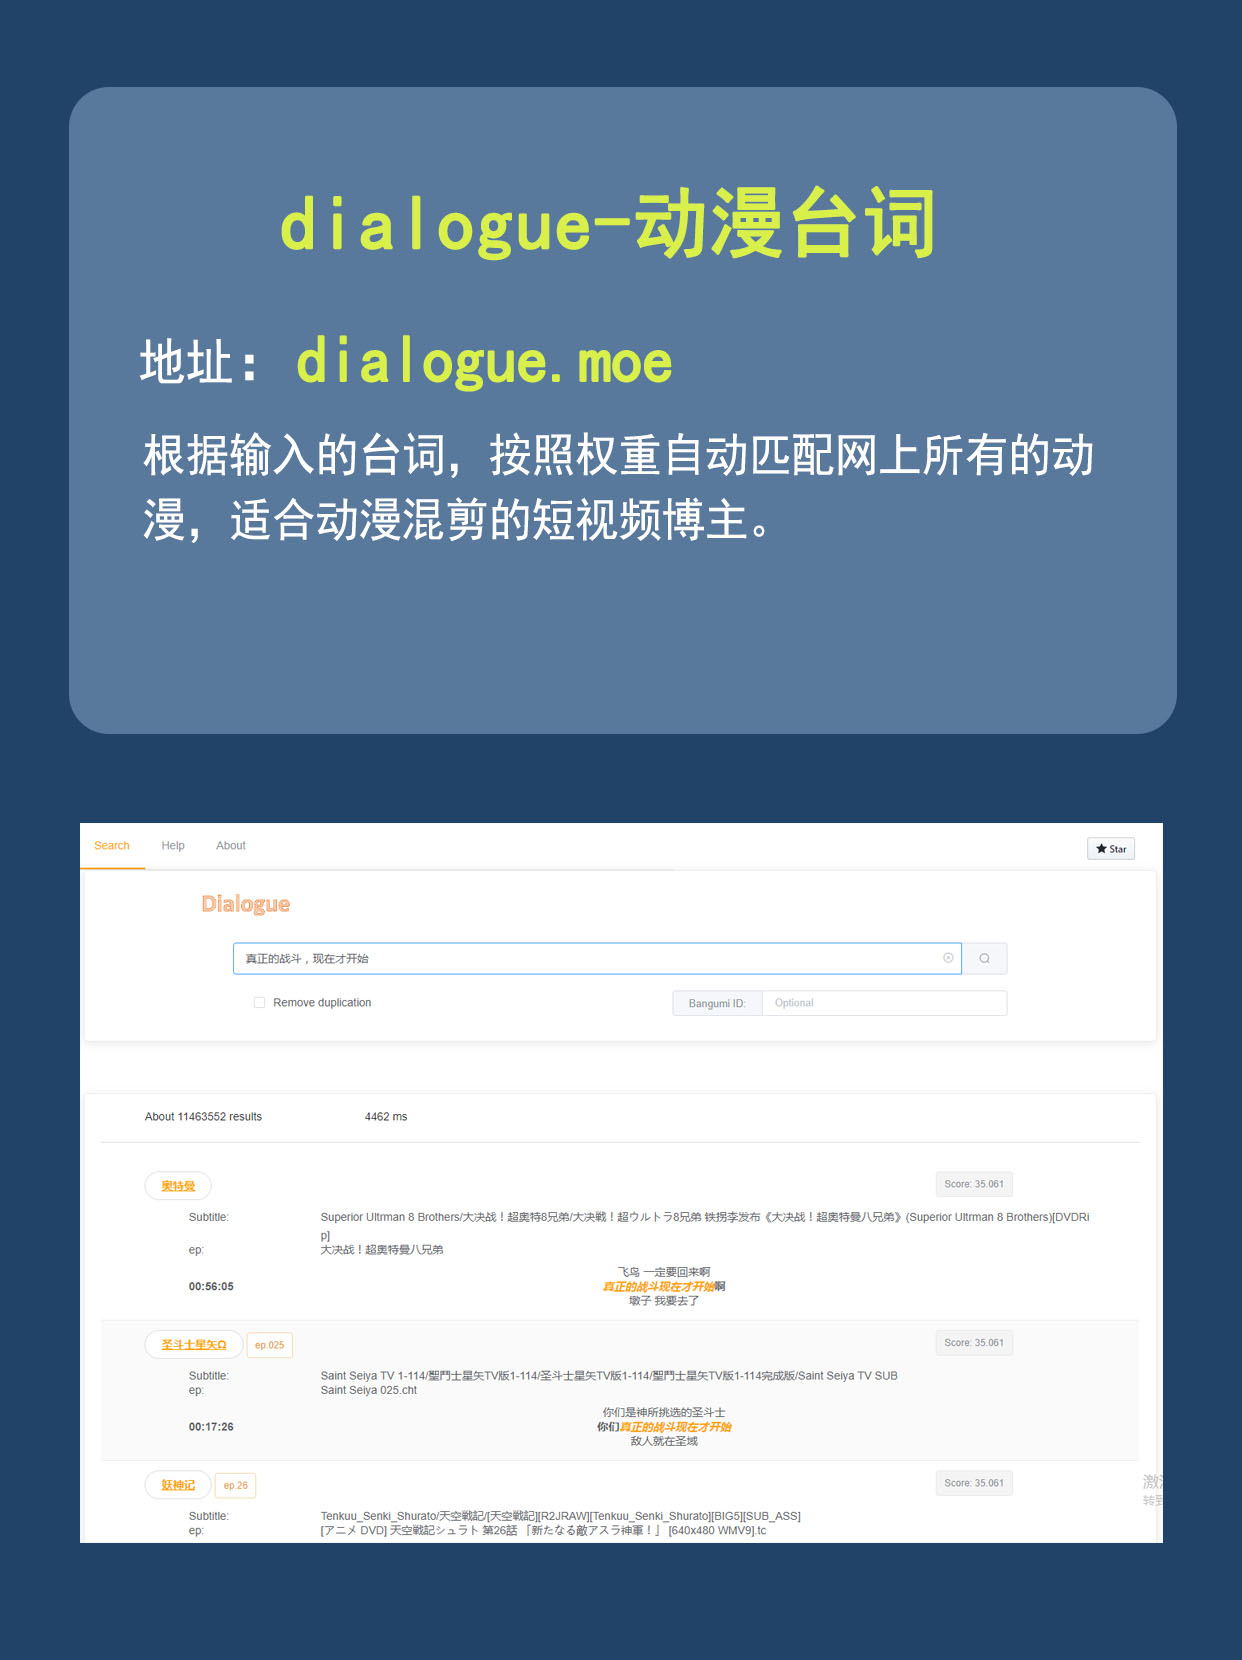 dialogue-动漫台词
地址：dialogue.moe
根据输入的台词，按照权重自动匹配网上所有的动
漫，适合动漫混剪的短视频博主。
Search Help About
Star
Dialogue
真正的战斗，现在才开始
Remove duplication Bangumi ID: Optional
About 11463552 results 4462 ms
奥特曼 Score: 35.061
Subtitle: Superior Ultrman 8 Brothers/大决战！超奥特8兄弟/大决戦！超ウルトラ8兄弟 铁拐李发布《大决战！超奥特曼八兄弟》(Superior Ultrman 8 Brothers)[DVDRi
p]
ep: 大决战！超奥特曼八兄弟
飞鸟 一定要回来啊
00:56:05 真正的战斗现在才开始啊
墩子 我要去了
圣斗士星矢Ω ep.025 Score: 35.061
Subtitle: Saint Seiya TV 1-114/聖鬥士星矢TV版1-114/圣斗士星矢TV版1-114/聖鬥士星矢TV版1-114完成版/Saint Seiya TV SUB
ep: Saint Seiya 025.cht
你们是神所挑选的圣斗士
00:17:26 你们真正的战斗现在才开始
敌人就在圣域
妖神记 ep.26 Score: 35.061
Subtitle: Tenkuu_Senki_Shurato/天空戦記/[天空戰記][R2JRAW][Tenkuu_Senki_Shurato][BIG5][SUB_ASS]
ep: [アニメ DVD] 天空戦記シュラト 第26話 「新たなる敵アスラ神軍！」 [640x480 WMV9].tc
激
转到